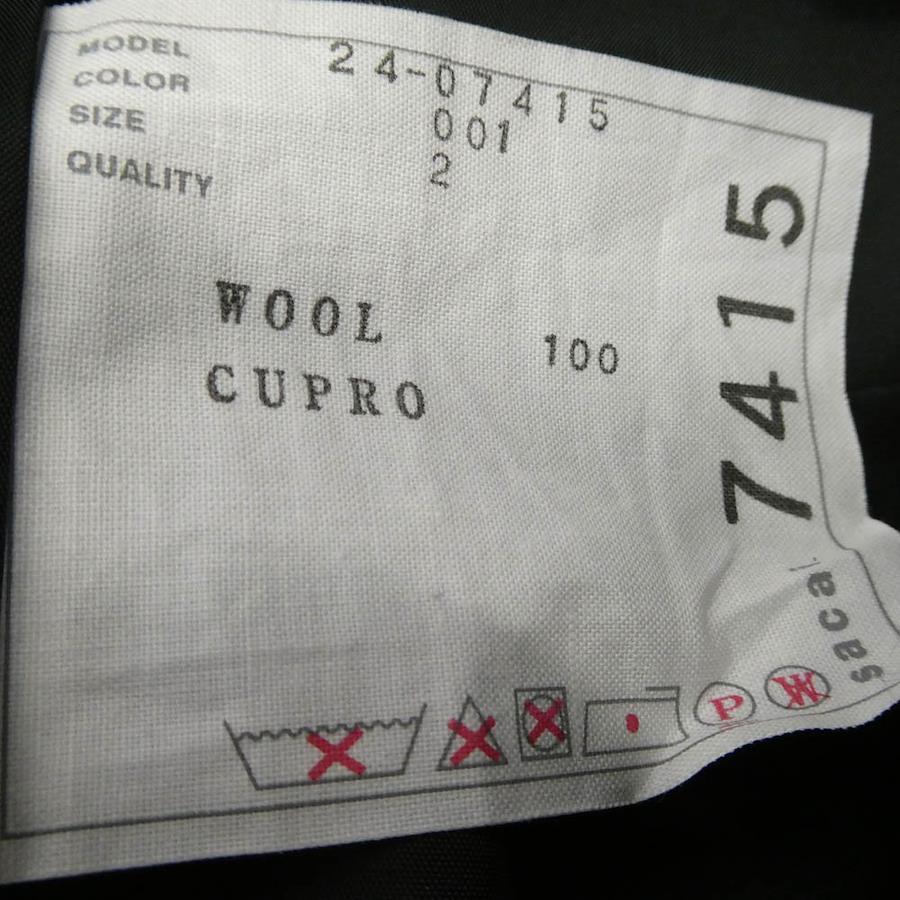 MODEL 24-07415
COLOR 001
SIZE 2
QUALITY
WOOL 100
CUPRO
7415
sacai
P
W